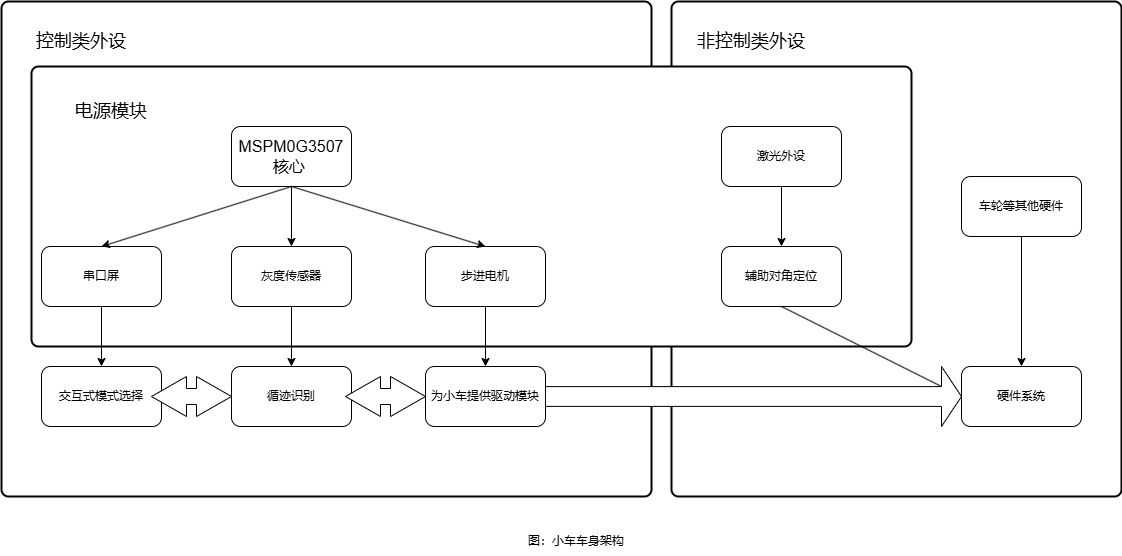 控制类外设
非控制类外设
电源模块
MSPM0G3507
核心
激光外设
车轮等其他硬件
串口屏
灰度传感器
步进电机
辅助对角定位
交互式模式选择
循迹识别
为小车提供驱动模块
硬件系统
图：小车车身架构